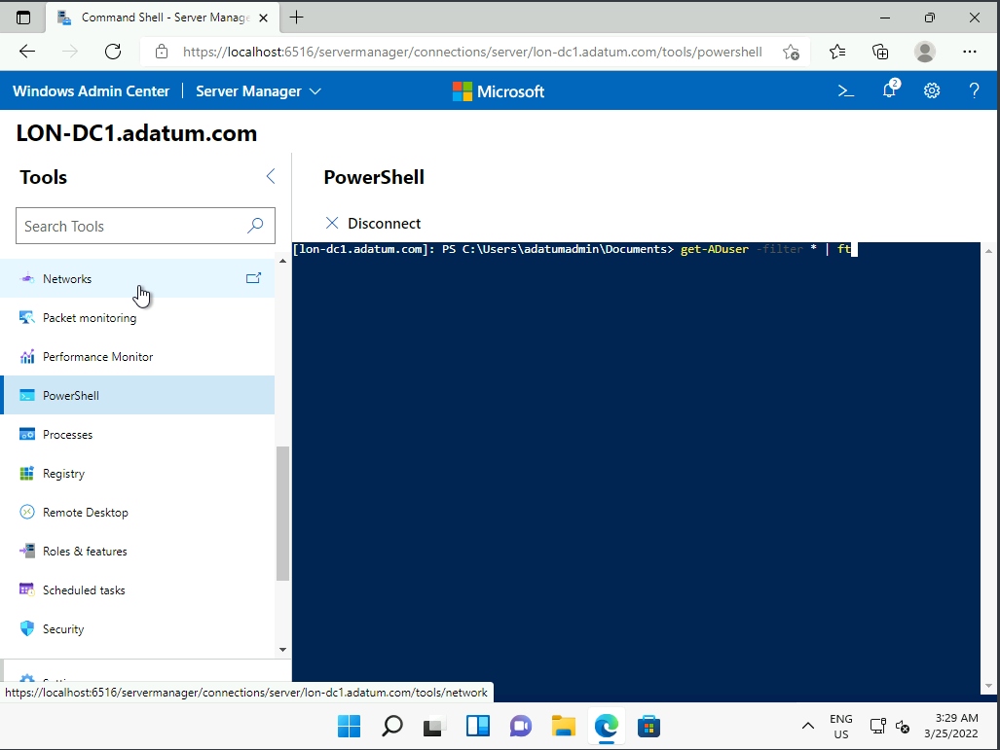 Command Shell - Server Manage
https://localhost:6516/servermanager/connections/server/lon-dc1.adatum.com/tools/powershell
Windows Admin Center | Server Manager
Microsoft
2
LON-DC1.adatum.com
Tools
PowerShell
Search Tools
Disconnect
[lon-dc1.adatum.com]: PS C:\Users\adatumadmin\Documents> get-ADuser -filter * | ft
Networks
Packet monitoring
Performance Monitor
PowerShell
Processes
Registry
Remote Desktop
Roles & features
Scheduled tasks
Security
https://localhost:6516/servermanager/connections/server/lon-dc1.adatum.com/tools/network
ENG
US
3:29 AM
3/25/2022